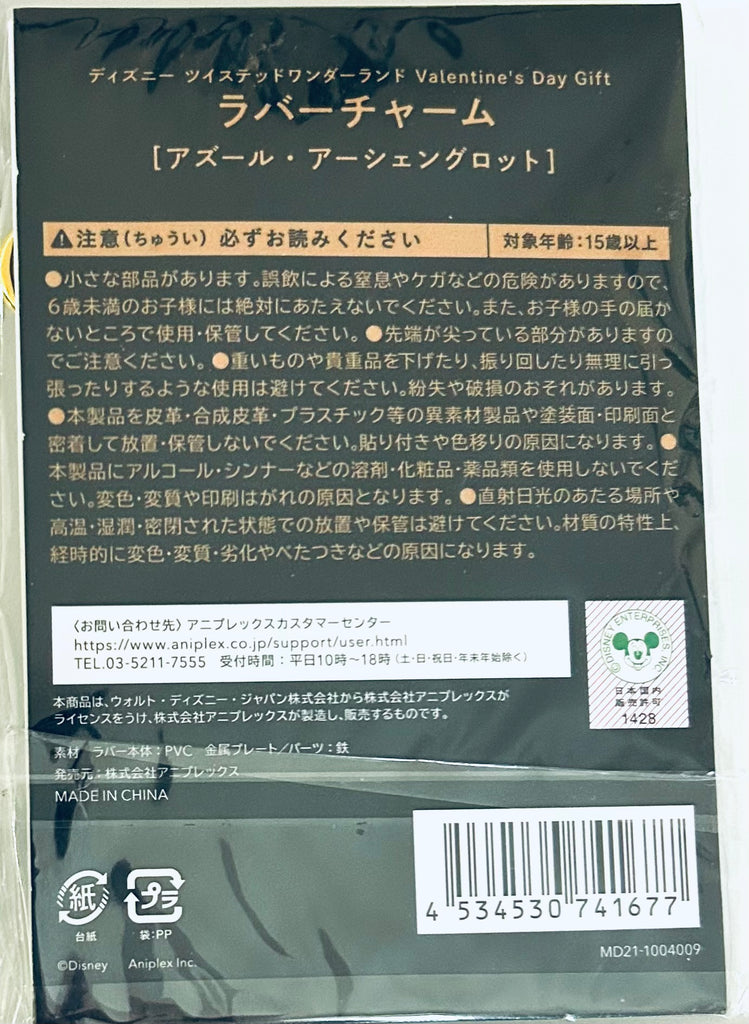 ディズニー ツイステッドワンダーランド Valentine's Day Gift
ラバーチャーム
[アズール・アーシェングロット]
⚠注意(ちゅうい) 必ずお読みください 対象年齢:15歳以上
●小さな部品があります。誤飲による窒息やケガなどの危険がありますので、
6歳未満のお子様には絶対にあたえないでください。また、お子様の手の届か
ないところで使用・保管してください。 ●先端が尖っている部分がありますの
でご注意ください。 ●重いものや貴重品を下げたり、振り回したり無理に引っ
張ったりするような使用は避けてください。紛失や破損のおそれがあります。
●本製品を皮革・合成皮革・プラスチック等の異素材製品や塗装面・印刷面と
密着して放置・保管しないでください。貼り付きや色移りの原因になります。 ●
本製品にアルコール・シンナーなどの溶剤・化粧品・薬品類を使用しないでくだ
さい。変色・変質や印刷はがれの原因となります。 ●直射日光のあたる場所や
高温・湿潤・密閉された状態での放置や保管は避けてください。材質の特性上、
経時的に変色・変質・劣化やべたつきなどの原因になります。
〈お問い合わせ先〉アニプレックスカスタマーセンター
https://www.aniplex.co.jp/support/user.html
TEL.03-5211-7555 受付時間:平日10時〜18時(土・日・祝日・年末年始除く)
©DISNEY ENTERPRISES INC
日本国内
販売許可
1428
本商品は、ウォルト・ディズニー・ジャパン株式会社から株式会社アニプレックスが
ライセンスをうけ、株式会社アニプレックスが製造し、販売するものです。
素材 ラバー本体:PVC 金属プレート/パーツ:鉄
発売元:株式会社アニプレックス
MADE IN CHINA
紙
台紙
プラ
袋:PP
4 534530 741677
MD21-1004009
©Disney Aniplex Inc.